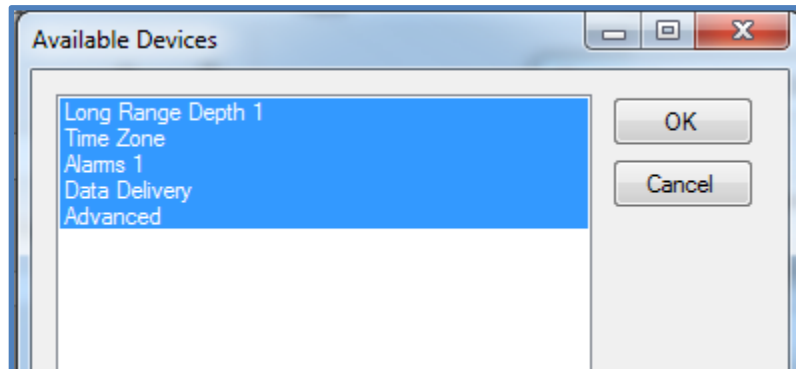 Available Devices
Long Range Depth 1
Time Zone
Alarms 1
Data Delivery
Advanced
OK
Cancel